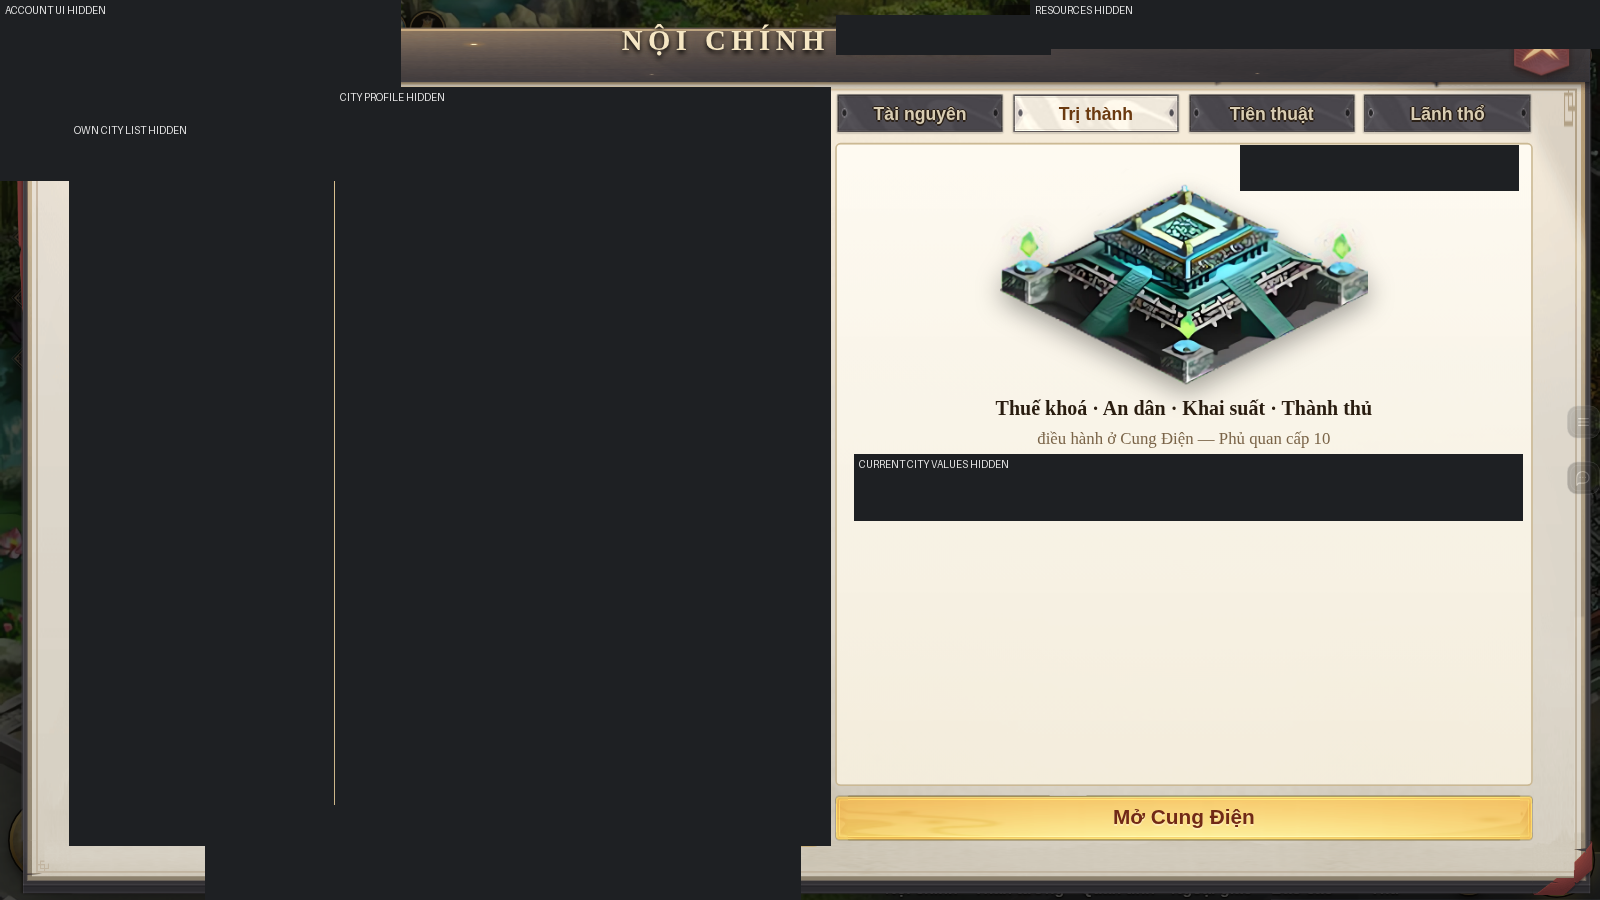 ACCOUNT UI HIDDEN
RESOURCES HIDDEN
NỘI CHÍNH
CITY PROFILE HIDDEN
OWN CITY LIST HIDDEN
Tài nguyên
Trị thành
Tiên thuật
Lãnh thổ
Thuế khoá · An dân · Khai suất · Thành thủ
điều hành ở Cung Điện — Phủ quan cấp 10
CURRENT CITY VALUES HIDDEN
Mở Cung Điện